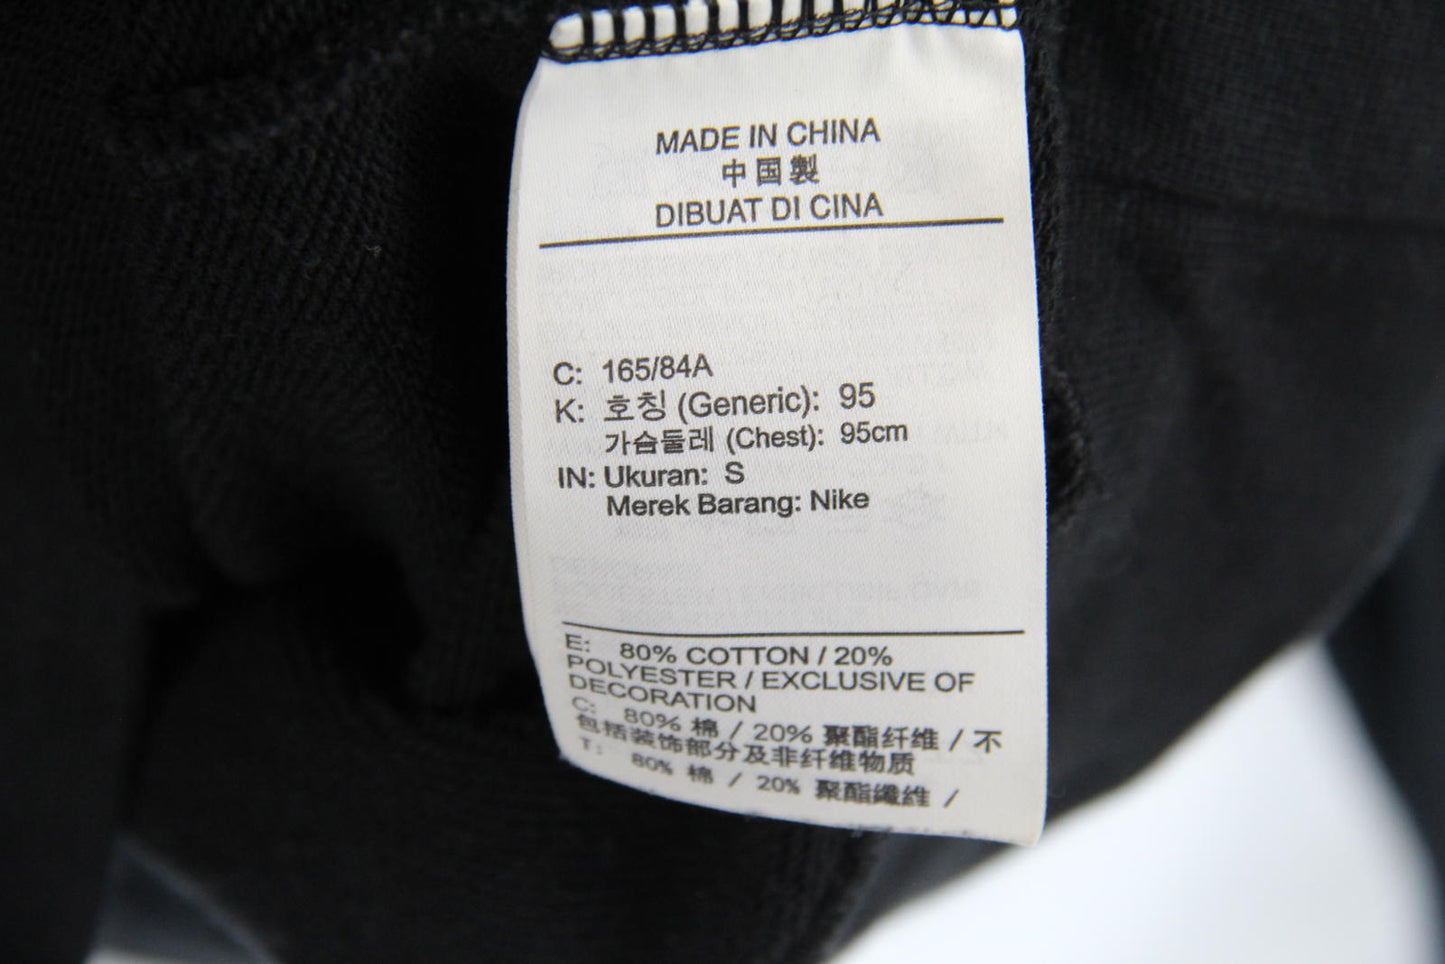 MADE IN CHINA
中国製
DIBUAT DI CINA
C: 165/84A
K: 호칭 (Generic): 95
가슴둘레 (Chest): 95cm
IN: Ukuran: S
Merek Barang: Nike
E: 80% COTTON / 20%
POLYESTER / EXCLUSIVE OF
DECORATION
C: 80% 棉 / 20% 聚酯纤维 / 不
包括装饰部分及非纤维物质
T: 80% 棉 / 20% 聚酯纖維 /